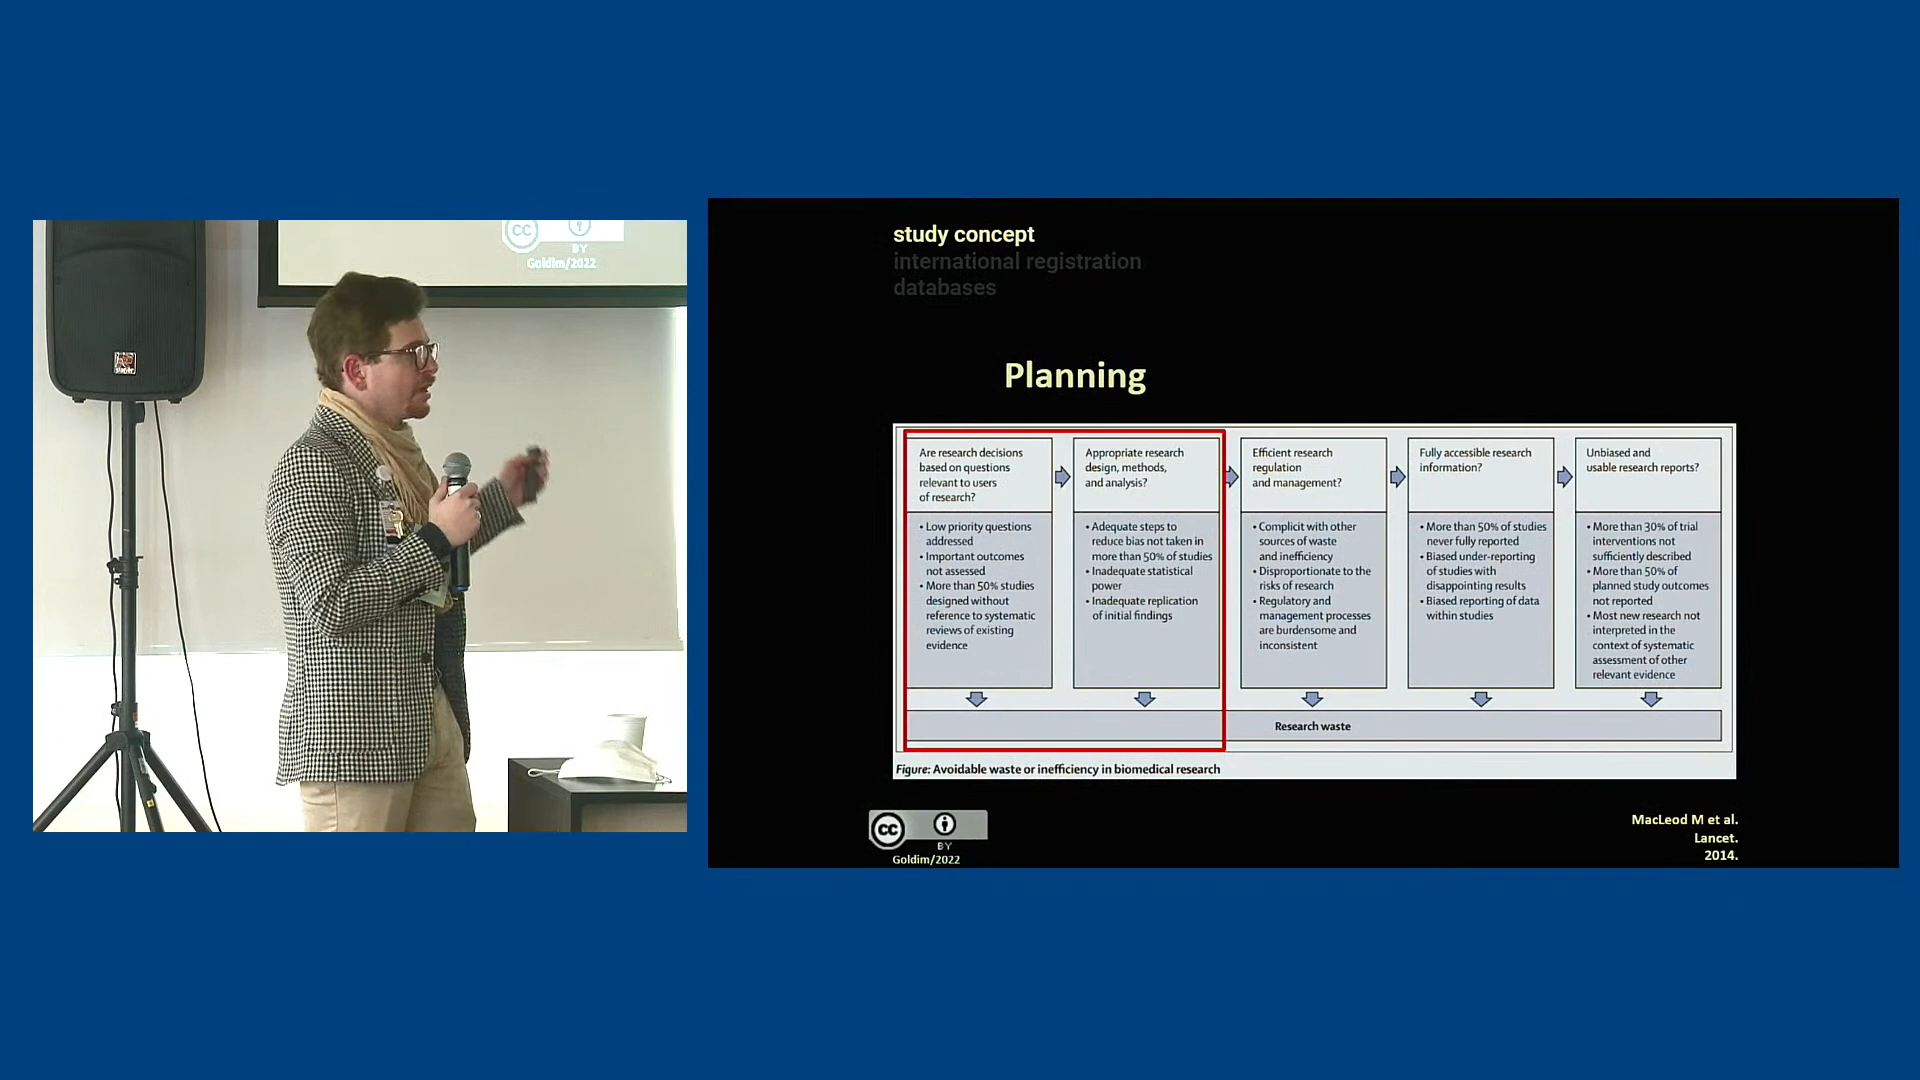 CC
BY
Goldim/2022
study concept
international registration
databases
Planning
Are research decisions
based on questions
relevant to users
of research?
• Low priority questions
addressed
• Important outcomes
not assessed
• More than 50% studies
designed without
reference to systematic
reviews of existing
evidence
Appropriate research
design, methods,
and analysis?
• Adequate steps to
reduce bias not taken in
more than 50% of studies
• Inadequate statistical
power
• Inadequate replication
of initial findings
Efficient research
regulation
and management?
• Complicit with other
sources of waste
and inefficiency
• Disproportionate to the
risks of research
• Regulatory and
management processes
are burdensome and
inconsistent
Fully accessible research
information?
• More than 50% of studies
never fully reported
• Biased under-reporting
of studies with
disappointing results
• Biased reporting of data
within studies
Unbiased and
usable research reports?
• More than 30% of trial
interventions not
sufficiently described
• More than 50% of
planned study outcomes
not reported
• Most new research not
interpreted in the
context of systematic
assessment of other
relevant evidence
Research waste
Figure: Avoidable waste or inefficiency in biomedical research
CC
BY
Goldim/2022
MacLeod M et al.
Lancet.
2014.